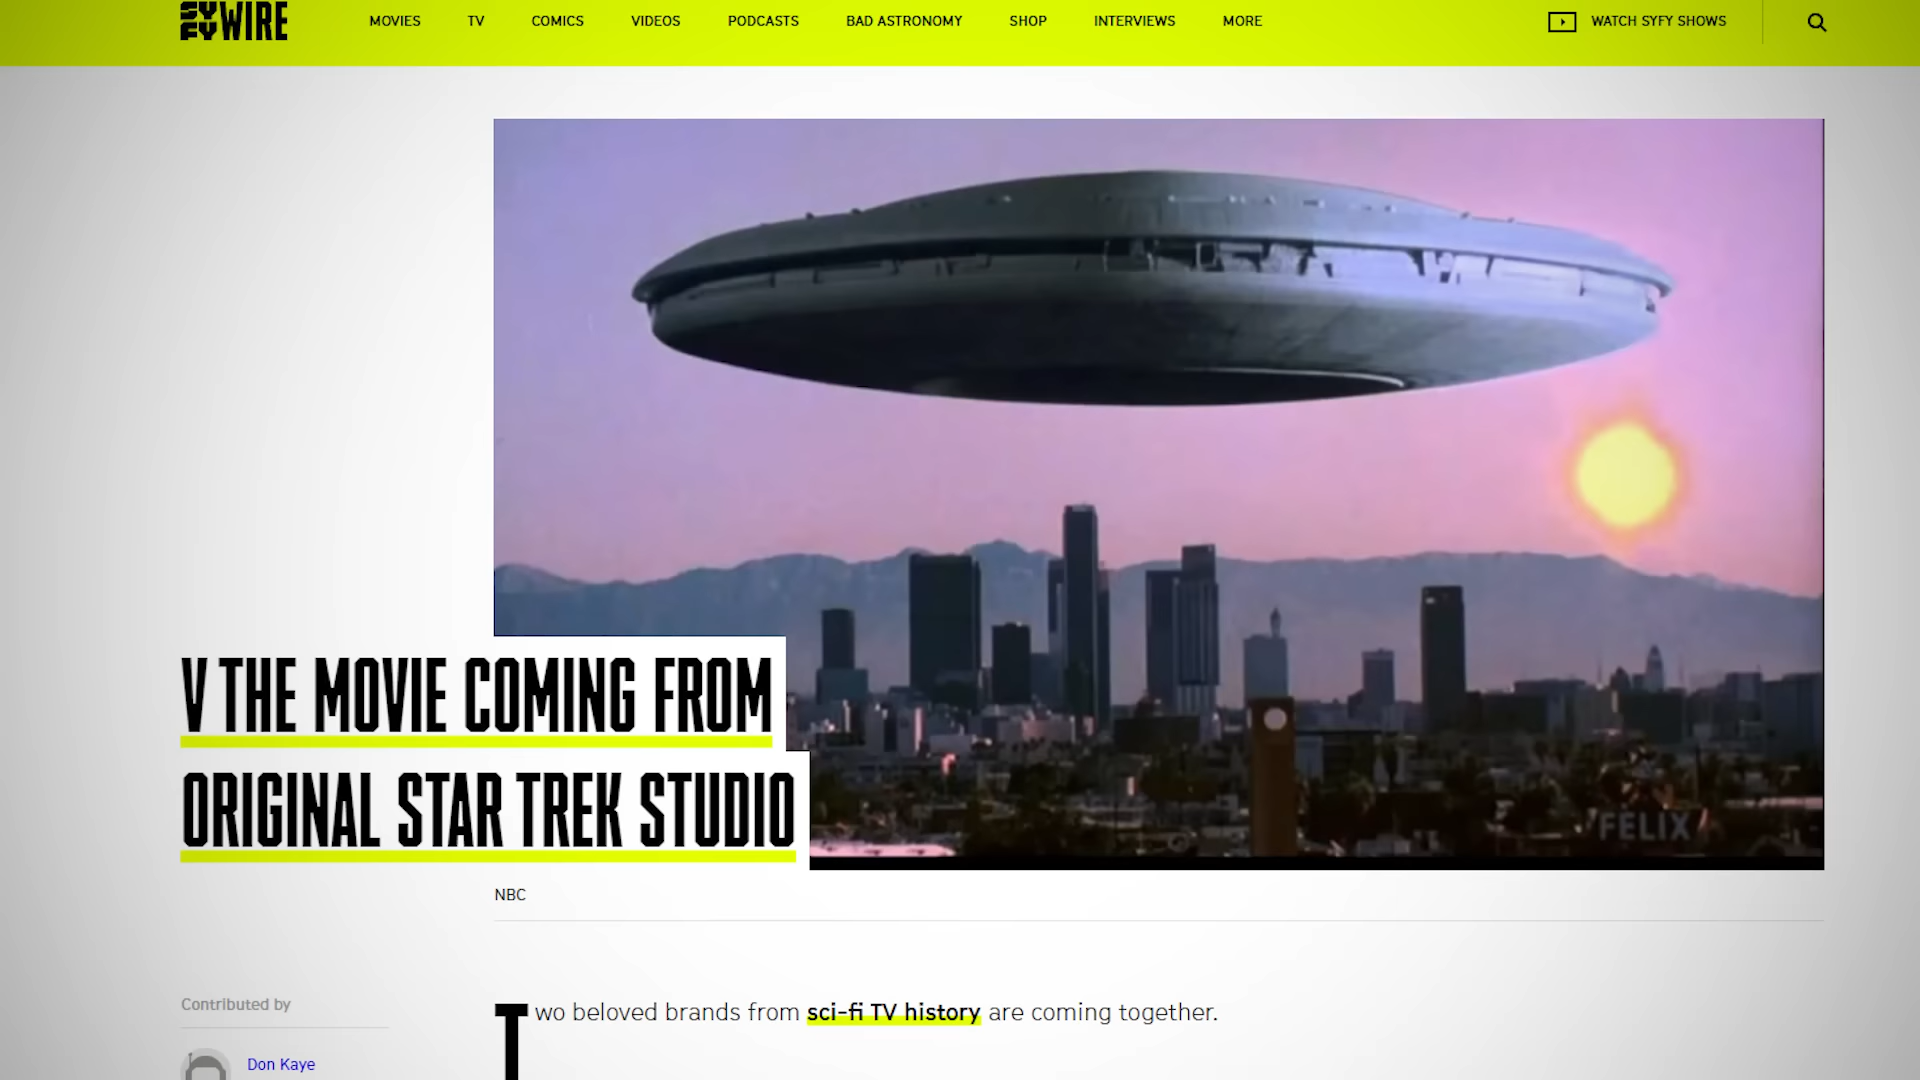 SYFY WIRE
MOVIES TV COMICS VIDEOS PODCASTS BAD ASTRONOMY SHOP INTERVIEWS MORE WATCH SYFY SHOWS
FELIX
V THE MOVIE COMING FROM
ORIGINAL STAR TREK STUDIO
NBC
Contributed by
Don Kaye
Two beloved brands from sci-fi TV history are coming together.